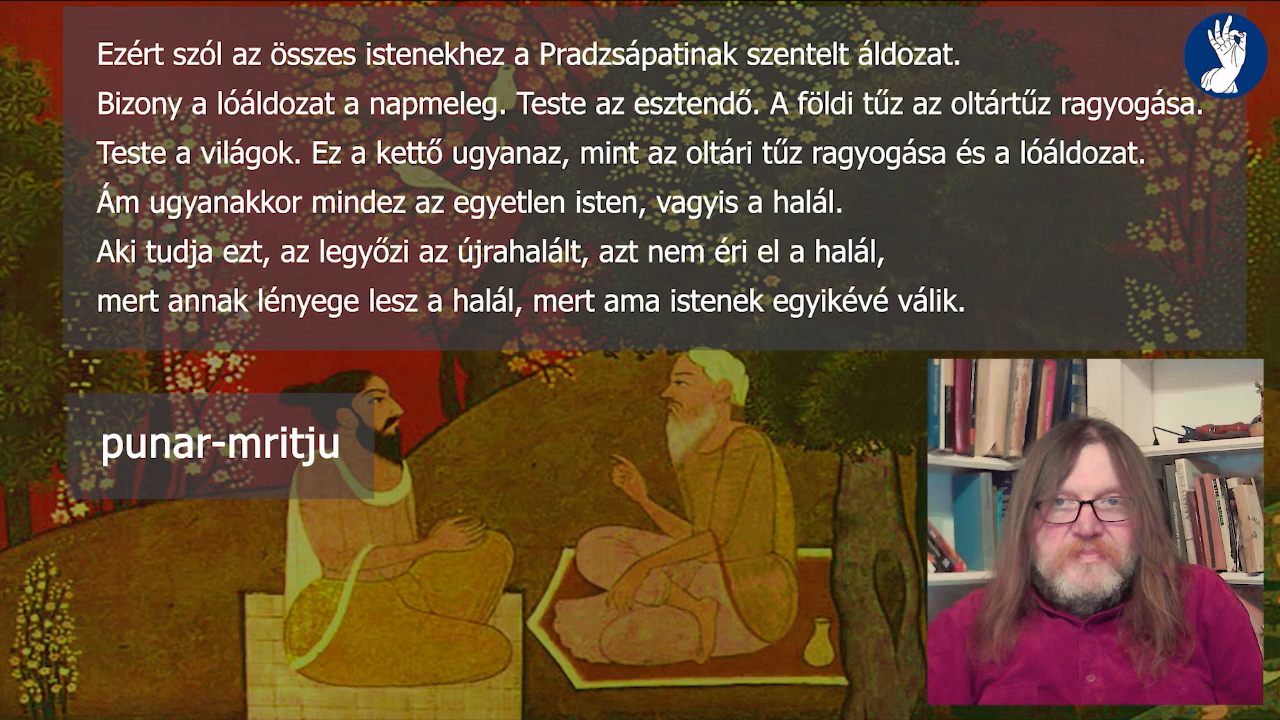 Ezért szól az összes istenekhez a Pradzsápatinak szentelt áldozat.
Bizony a lóáldozat a napmeleg. Teste az esztendő. A földi tűz az oltártűz ragyogása.
Teste a világok. Ez a kettő ugyanaz, mint az oltári tűz ragyogása és a lóáldozat.
Ám ugyanakkor mindez az egyetlen isten, vagyis a halál.
Aki tudja ezt, az legyőzi az újrahalált, azt nem éri el a halál,
mert annak lényege lesz a halál, mert ama istenek egyikévé válik.
punar-mritju